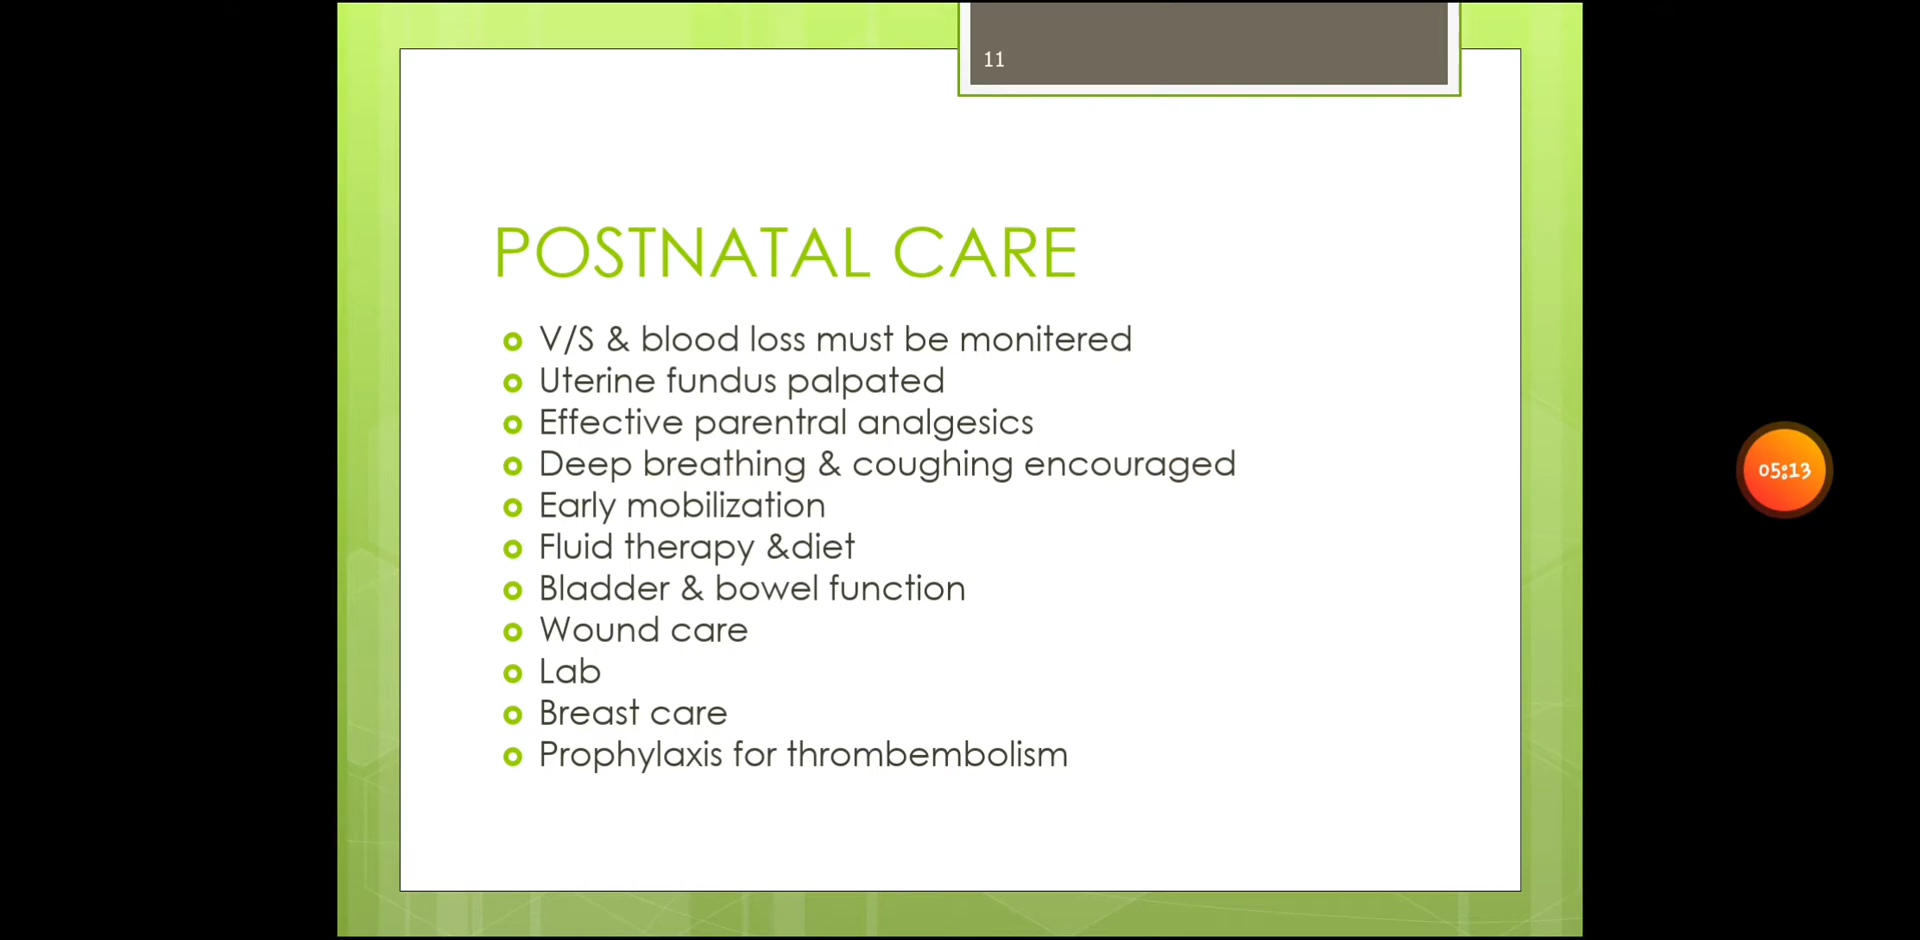 11
POSTNATAL CARE
V/S & blood loss must be monitered
Uterine fundus palpated
Effective parentral analgesics
Deep breathing & coughing encouraged
Early mobilization
Fluid therapy &diet
Bladder & bowel function
Wound care
Lab
Breast care
Prophylaxis for thrombembolism
05:13